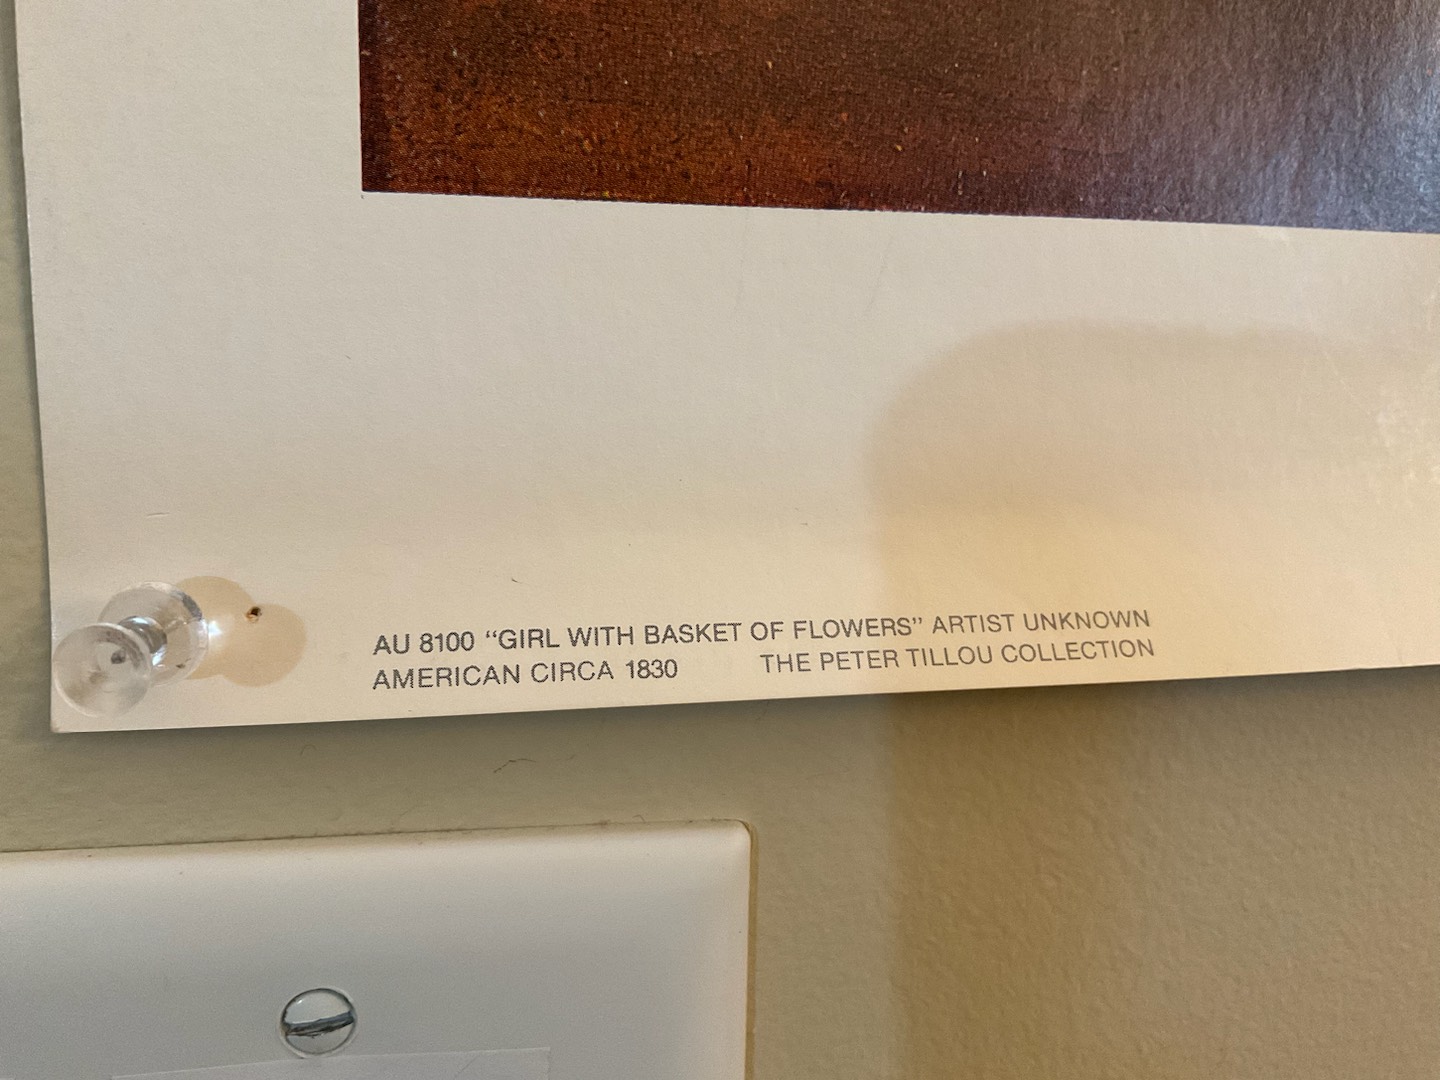 AU 8100 “GIRL WITH BASKET OF FLOWERS” ARTIST UNKNOWN
AMERICAN CIRCA 1830 THE PETER TILLOU COLLECTION